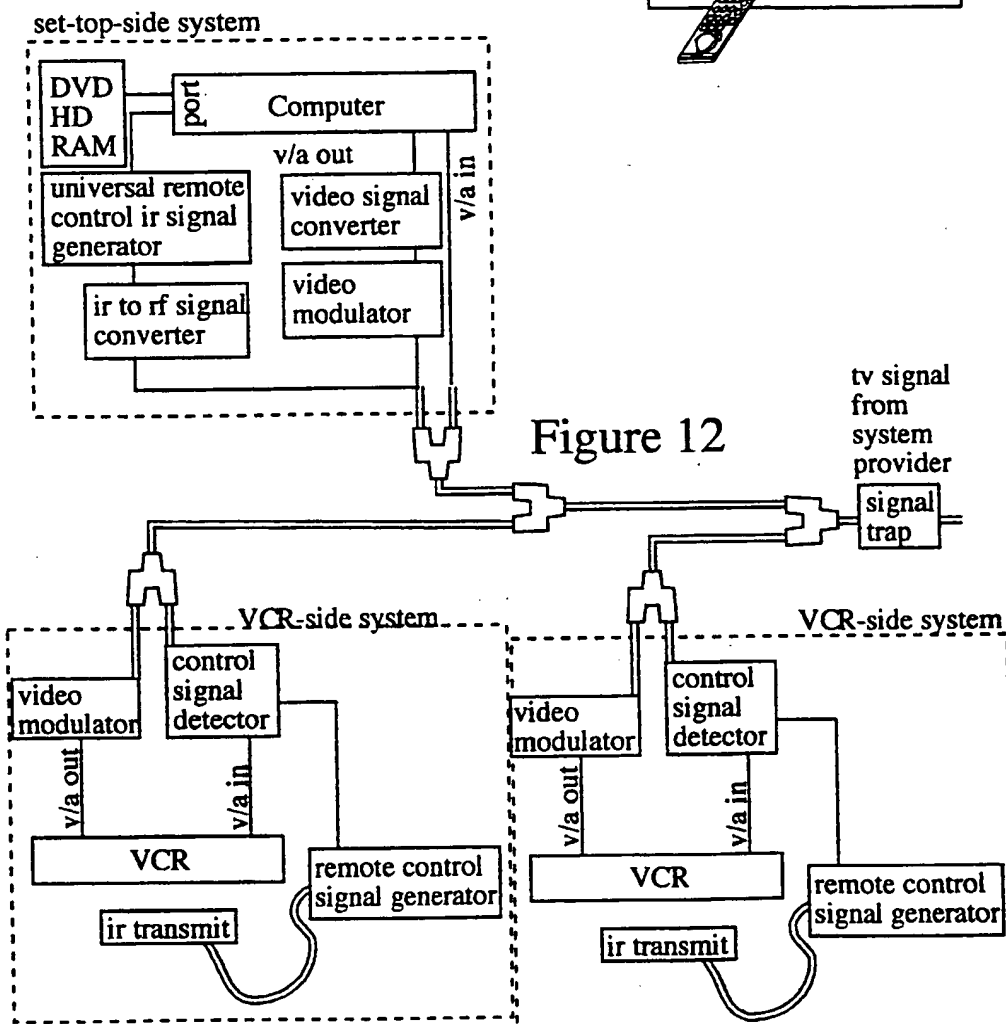 set-top-side system
DVD
HD
RAM
port
Computer
v/a out
v/a in
universal remote
control ir signal
generator
video signal
converter
ir to rf signal
converter
video
modulator
Figure 12
tv signal
from
system
provider
signal
trap
VCR-side system
video
modulator
control
signal
detector
v/a out
v/a in
VCR
remote control
signal generator
ir transmit
VCR-side system
video
modulator
control
signal
detector
v/a out
v/a in
VCR
remote control
signal generator
ir transmit